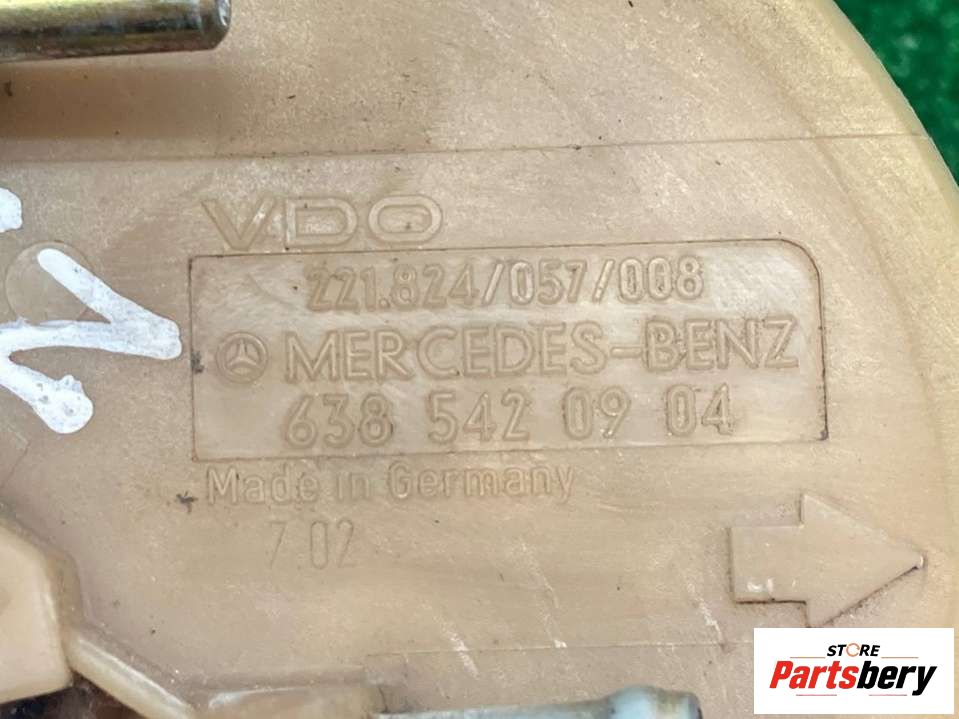 VDO
221.824/057/008
MERCEDES-BENZ
638 542 09 04
Made in Germany
7.02
STORE
Partsbery